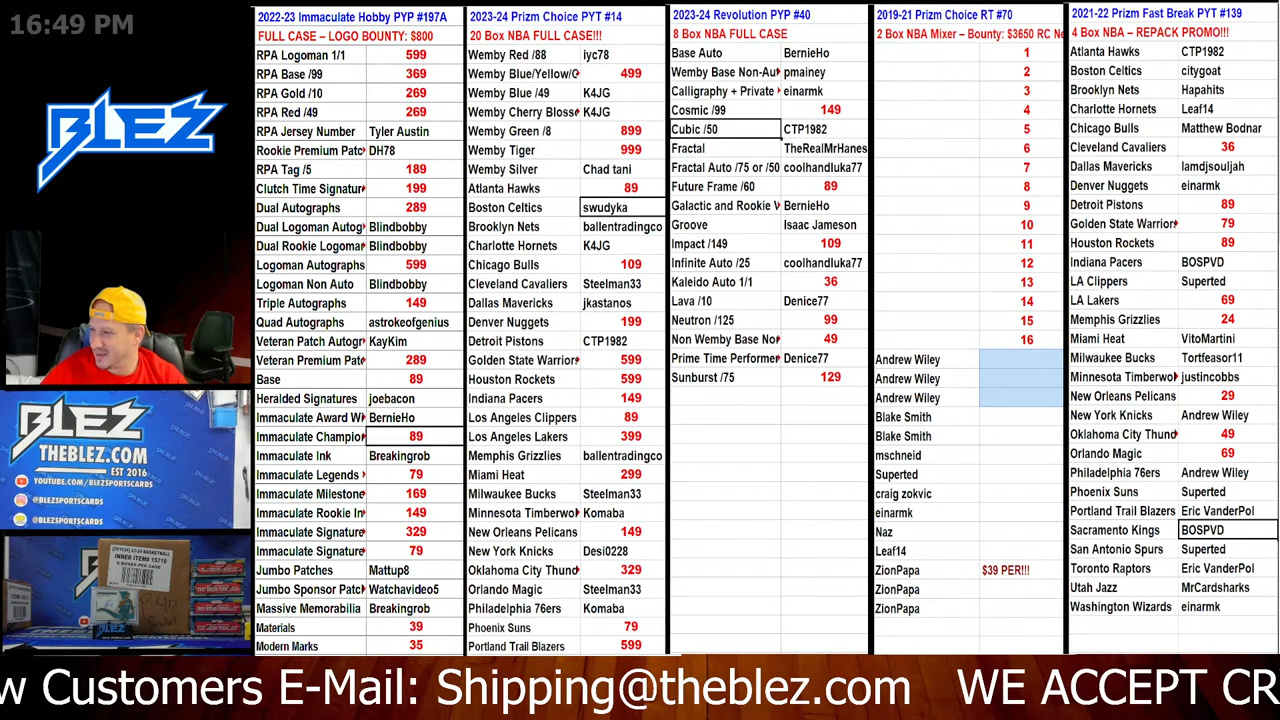 16:49 PM
BLEZ
BLEZ
THEBLEZ.COM
EST 2016
YOUTUBE.COM/BLEZSPORTSCARDS
@BLEZSPORTSCARDS
@BLEZSPORTSCARDS
BLEZ
2022-23 Immaculate Hobby PYP #197A
FULL CASE – LOGO BOUNTY: $800
RPA Logoman 1/1 599
RPA Base /99 369
RPA Gold /10 269
RPA Red /49 269
RPA Jersey Number Tyler Austin
Rookie Premium Patc DH78
RPA Tag /5 189
Clutch Time Signatur 199
Dual Autographs 289
Dual Logoman Autog Blindbobby
Dual Rookie Logomar Blindbobby
Logoman Autographs 599
Logoman Non Auto Blindbobby
Triple Autographs 149
Quad Autographs astrokeofgenius
Veteran Patch Autogr KayKim
Veteran Premium Pat 289
Base 89
Heralded Signatures joebacon
Immaculate Award W BernieHo
Immaculate Champio 89
Immaculate Ink Breakingrob
Immaculate Legends 79
Immaculate Milestone 169
Immaculate Rookie In 149
Immaculate Signature 329
Immaculate Signature 79
Jumbo Patches Mattup8
Jumbo Sponsor Patc Watchavideo5
Massive Memorabilia Breakingrob
Materials 39
Modern Marks 35
2023-24 Prizm Choice PYT #14
20 Box NBA FULL CASE!!!
Wemby Red /88 iyc78
Wemby Blue/Yellow/G 499
Wemby Blue /49 K4JG
Wemby Cherry Blosso K4JG
Wemby Green /8 899
Wemby Tiger 999
Wemby Silver Chad tani
Atlanta Hawks 89
Boston Celtics swudyka
Brooklyn Nets ballentradingco
Charlotte Hornets K4JG
Chicago Bulls 109
Cleveland Cavaliers Steelman33
Dallas Mavericks jkastanos
Denver Nuggets 199
Detroit Pistons CTP1982
Golden State Warrior 599
Houston Rockets 599
Indiana Pacers 149
Los Angeles Clippers 89
Los Angeles Lakers 399
Memphis Grizzlies ballentradingco
Miami Heat 299
Milwaukee Bucks Steelman33
Minnesota Timberwo Komaba
New Orleans Pelicans 149
New York Knicks Desi0228
Oklahoma City Thun 329
Orlando Magic Steelman33
Philadelphia 76ers Komaba
Phoenix Suns 79
Portland Trail Blazers 599
2023-24 Revolution PYP #40
8 Box NBA FULL CASE
Base Auto BernieHo
Wemby Base Non-Au pmainey
Calligraphy + Private einarmk
Cosmic /99 149
Cubic /50 CTP1982
Fractal TheRealMrHanes
Fractal Auto /75 or /50 coolhandluka77
Future Frame /60 89
Galactic and Rookie V BernieHo
Groove Isaac Jameson
Impact /149 109
Infinite Auto /25 coolhandluka77
Kaleido Auto 1/1 36
Lava /10 Denice77
Neutron /125 99
Non Wemby Base No 49
Prime Time Performer Denice77
Sunburst /75 129
2019-21 Prizm Choice RT #70
2 Box NBA Mixer – Bounty: $3650 RC Ne
1
2
3
4
5
6
7
8
9
10
11
12
13
14
15
16
Andrew Wiley
Andrew Wiley
Andrew Wiley
Blake Smith
Blake Smith
mschneid
Superted
craig zokvic
einarmk
Naz
Leaf14
ZionPapa $39 PER!!!
ZionPapa
ZionPapa
2021-22 Prizm Fast Break PYT #139
4 Box NBA – REPACK PROMO!!!
Atlanta Hawks CTP1982
Boston Celtics citygoat
Brooklyn Nets Hapahits
Charlotte Hornets Leaf14
Chicago Bulls Matthew Bodnar
Cleveland Cavaliers 36
Dallas Mavericks Iamdjsouljah
Denver Nuggets einarmk
Detroit Pistons 89
Golden State Warrior 79
Houston Rockets 89
Indiana Pacers BOSPVD
LA Clippers Superted
LA Lakers 69
Memphis Grizzlies 24
Miami Heat VitoMartini
Milwaukee Bucks Tortfeasor11
Minnesota Timberwo justincobbs
New Orleans Pelicans 29
New York Knicks Andrew Wiley
Oklahoma City Thund 49
Orlando Magic 69
Philadelphia 76ers Andrew Wiley
Phoenix Suns Superted
Portland Trail Blazers Eric VanderPol
Sacramento Kings BOSPVD
San Antonio Spurs Superted
Toronto Raptors Eric VanderPol
Utah Jazz MrCardsharks
Washington Wizards einarmk
w Customers E-Mail: Shipping@theblez.com WE ACCEPT CR